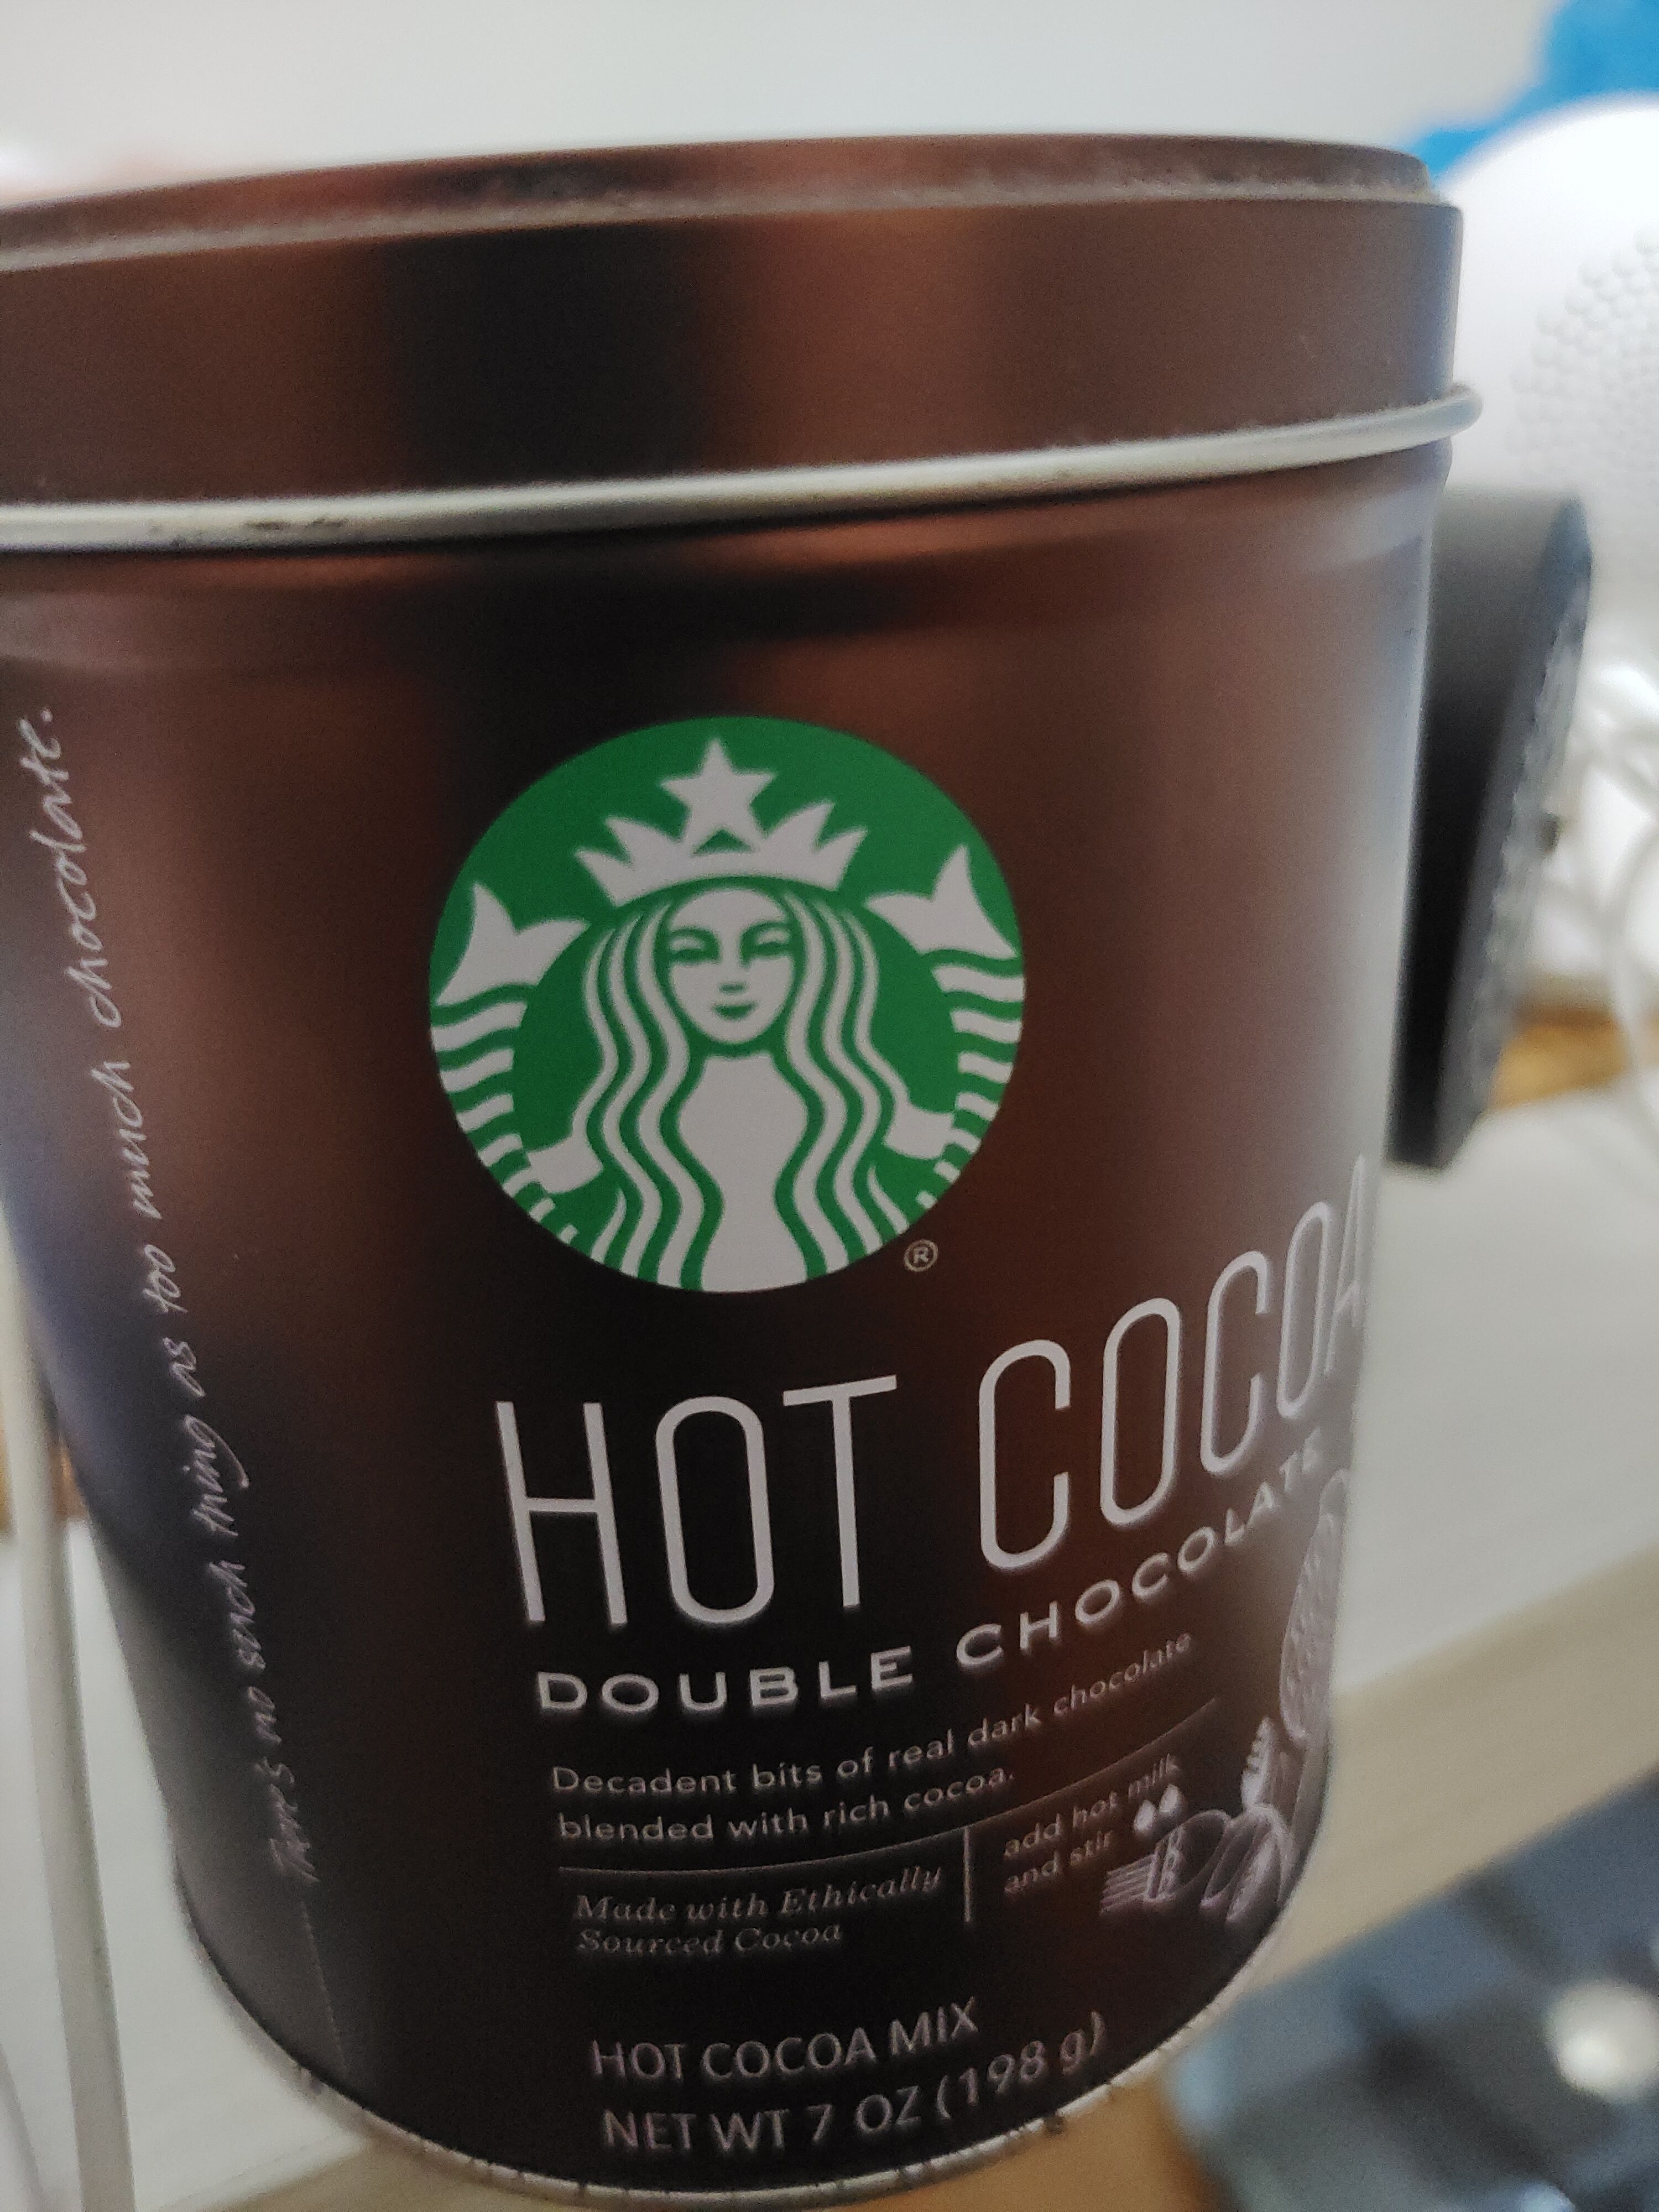 There's no such thing as too much chocolate.
®
HOT COCOA
DOUBLE CHOCOLATE
Decadent bits of real dark chocolate
blended with rich cocoa.
Made with Ethically
Sourced Cocoa
add hot milk
and stir
HOT COCOA MIX
NET WT 7 OZ (198 g)